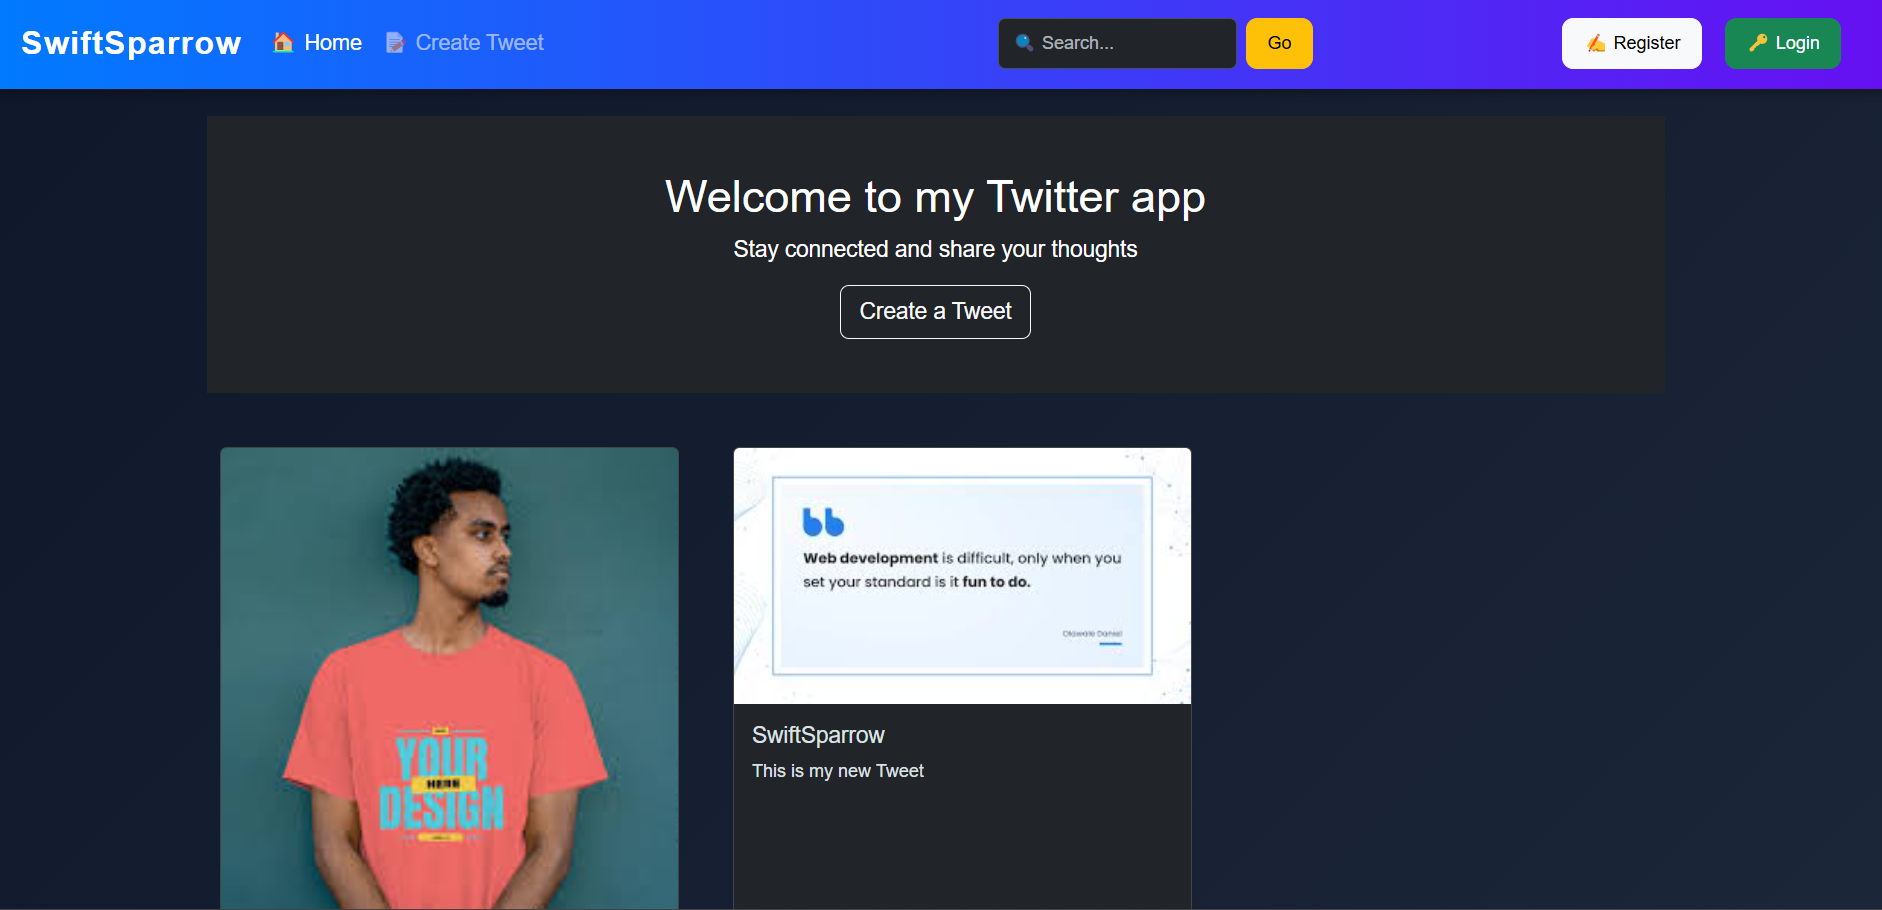 SwiftSparrow
Home
Create Tweet
Search...
Go
Register
Login
Welcome to my Twitter app
Stay connected and share your thoughts
Create a Tweet
YOUR
HERE
DESIGN
Web development is difficult, only when you
set your standard is it fun to do.
SwiftSparrow
This is my new Tweet